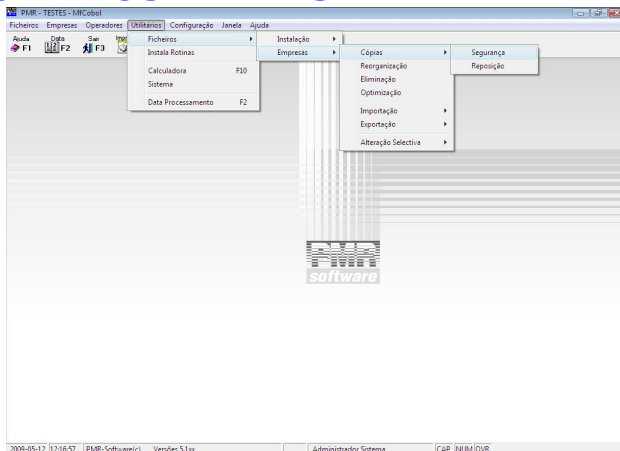 PMR - TESTES - MfCobol
Ficheiros Empresas Operadores Utilitários Configuração Janela Ajuda
Ajuda Data Sair
F1 F2 F3
Ficheiros
Instala Rotinas
Calculadora F10
Sistema
Data Processamento F2
Instalação
Empresas
Cópias
Reorganização
Eliminação
Optimização
Importação
Exportação
Alteração Selectiva
Segurança
Reposição
PMR
software
2009-05-12 12:16:57 PMR-Software(c) Versões 5.1xx Administrador Sistema CAP NUM OVR